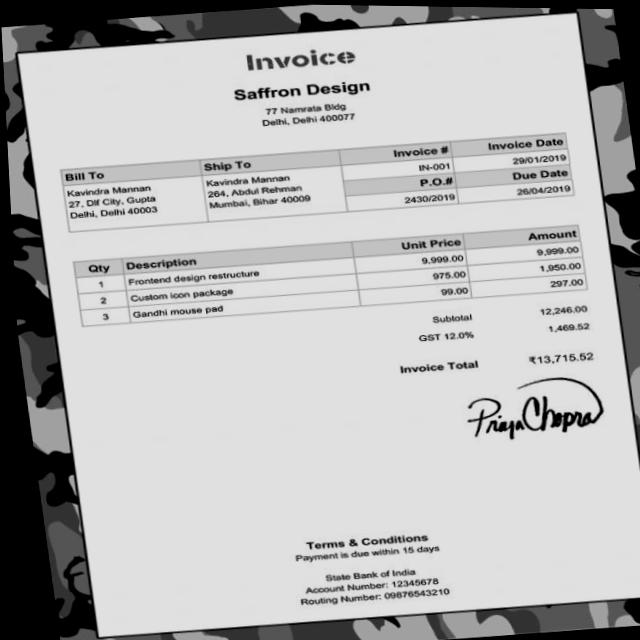 Invoice
Saffron Design
77 Namrata Bldg
Delhi, Delhi 400077
Bill To
Kavindra Mannan
27, Dlf City, Gupta
Delhi, Delhi 40003
Ship To
Kavindra Mannan
264, Abdul Rehman
Mumbai, Bihar 40009
Invoice # Invoice Date
IN-001 29/01/2019
P.O.# Due Date
2430/2019 26/04/2019
Qty Description Unit Price Amount
1 Frontend design restructure 9,999.00 9,999.00
2 Custom icon package 975.00 1,950.00
3 Gandhi mouse pad 99.00 297.00
Subtotal 12,246.00
GST 12.0% 1,469.52
Invoice Total ₹13,715.52
Priya Chopra
Terms & Conditions
Payment is due within 15 days
State Bank of India
Account Number: 12345678
Routing Number: 09876543210